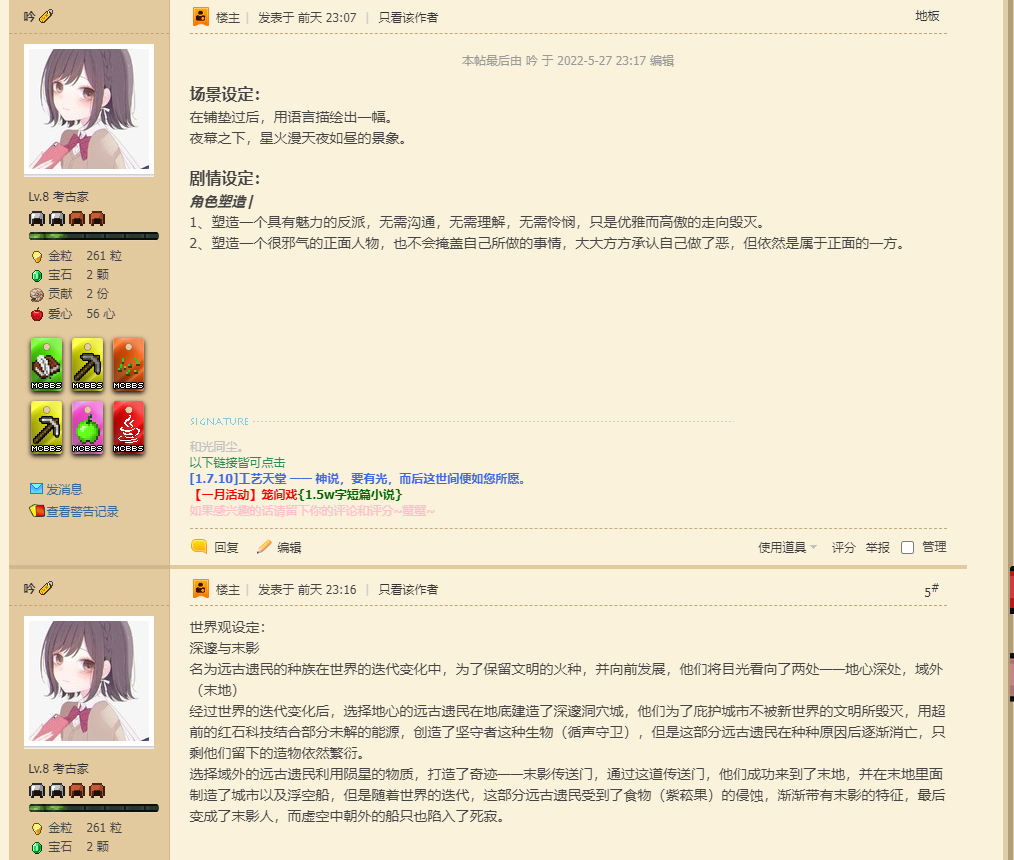 吟
楼主 | 发表于 前天 23:07 | 只看该作者
地板
本帖最后由 吟 于 2022-5-27 23:17 编辑
场景设定：
在铺垫过后，用语言描绘出一幅。
夜幕之下，星火漫天夜如昼的景象。
剧情设定：
角色塑造/
1、塑造一个具有魅力的反派，无需沟通，无需理解，无需怜悯，只是优雅而高傲的走向毁灭。
2、塑造一个很邪气的正面人物，也不会掩盖自己所做的事情，大大方方承认自己做了恶，但依然是属于正面的一方。
Lv.8 考古家
金粒 261 粒
宝石 2 颗
贡献 2 份
爱心 56 心
MCBBS MCBBS MCBBS
MCBBS MCBBS MCBBS
发消息
查看警告记录
SIGNATURE
和光同尘。
以下链接皆可点击
[1.7.10]工艺天堂 —— 神说，要有光，而后这世间便如您所愿。
【一月活动】笼间戏{1.5w字短篇小说}
如果感兴趣的话请留下你的评论和评分~蟹蟹~
回复 编辑
使用道具 评分 举报 管理
吟
楼主 | 发表于 前天 23:16 | 只看该作者
5#
世界观设定：
深邃与末影
名为远古遗民的种族在世界的迭代变化中，为了保留文明的火种，并向前发展，他们将目光看向了两处——地心深处，域外
（末地）
经过世界的迭代变化后，选择地心的远古遗民在地底建造了深邃洞穴城，他们为了庇护城市不被新世界的文明所毁灭，用超
前的红石科技结合部分未解的能源，创造了坚守者这种生物（循声守卫），但是这部分远古遗民在种种原因后逐渐消亡，只
剩他们留下的造物依然繁衍。
选择域外的远古遗民利用陨星的物质，打造了奇迹——末影传送门，通过这道传送门，他们成功来到了末地，并在末地里面
制造了城市以及浮空船，但是随着世界的迭代，这部分远古遗民受到了食物（紫菘果）的侵蚀，渐渐带有末影的特征，最后
变成了末影人，而虚空中朝外的船只也陷入了死寂。
Lv.8 考古家
金粒 261 粒
宝石 2 颗